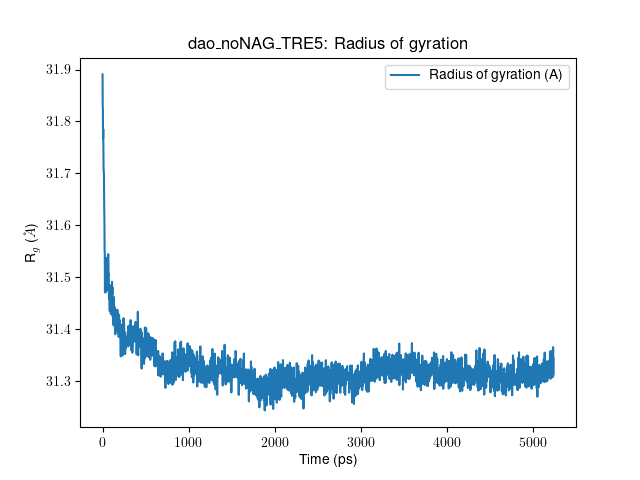 dao_noNAG_TRE5: Radius of gyration
Radius of gyration (A)
31.9
31.8
31.7
31.6
31.5
31.4
31.3
R_g (Å)
0 1000 2000 3000 4000 5000
Time (ps)